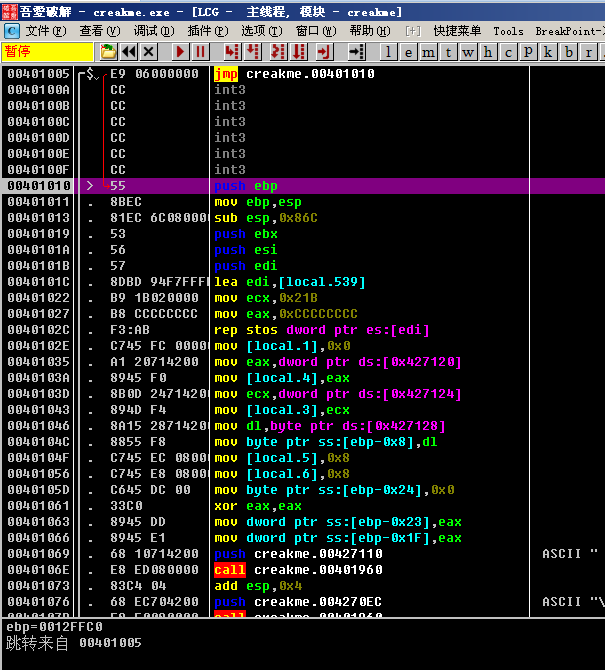 吾爱破解 - creakme.exe - [LCG - 主线程, 模块 - creakme]
C 文件(F) 查看(V) 调试(D) 插件(P) 选项(T) 窗口(W) 帮助(H) [+] 快捷菜单 Tools BreakPoint-
暂停 l e m t w h c p k b r
00401005 $ E9 06000000 jmp creakme.00401010
0040100A CC int3
0040100B CC int3
0040100C CC int3
0040100D CC int3
0040100E CC int3
0040100F CC int3
00401010 > 55 push ebp
00401011 . 8BEC mov ebp,esp
00401013 . 81EC 6C080000 sub esp,0x86C
00401019 . 53 push ebx
0040101A . 56 push esi
0040101B . 57 push edi
0040101C . 8DBD 94F7FFFF lea edi,[local.539]
00401022 . B9 1B020000 mov ecx,0x21B
00401027 . B8 CCCCCCCC mov eax,0xCCCCCCCC
0040102C . F3:AB rep stos dword ptr es:[edi]
0040102E . C745 FC 00000 mov [local.1],0x0
00401035 . A1 20714200 mov eax,dword ptr ds:[0x427120]
0040103A . 8945 F0 mov [local.4],eax
0040103D . 8B0D 24714200 mov ecx,dword ptr ds:[0x427124]
00401043 . 894D F4 mov [local.3],ecx
00401046 . 8A15 28714200 mov dl,byte ptr ds:[0x427128]
0040104C . 8855 F8 mov byte ptr ss:[ebp-0x8],dl
0040104F . C745 EC 08000 mov [local.5],0x8
00401056 . C745 E8 08000 mov [local.6],0x8
0040105D . C645 DC 00 mov byte ptr ss:[ebp-0x24],0x0
00401061 . 33C0 xor eax,eax
00401063 . 8945 DD mov dword ptr ss:[ebp-0x23],eax
00401066 . 8945 E1 mov dword ptr ss:[ebp-0x1F],eax
00401069 . 68 10714200 push creakme.00427110 ASCII "
0040106E . E8 ED080000 call creakme.00401960
00401073 . 83C4 04 add esp,0x4
00401076 . 68 EC704200 push creakme.004270EC ASCII "\
ebp=0012FFC0
跳转来自 00401005